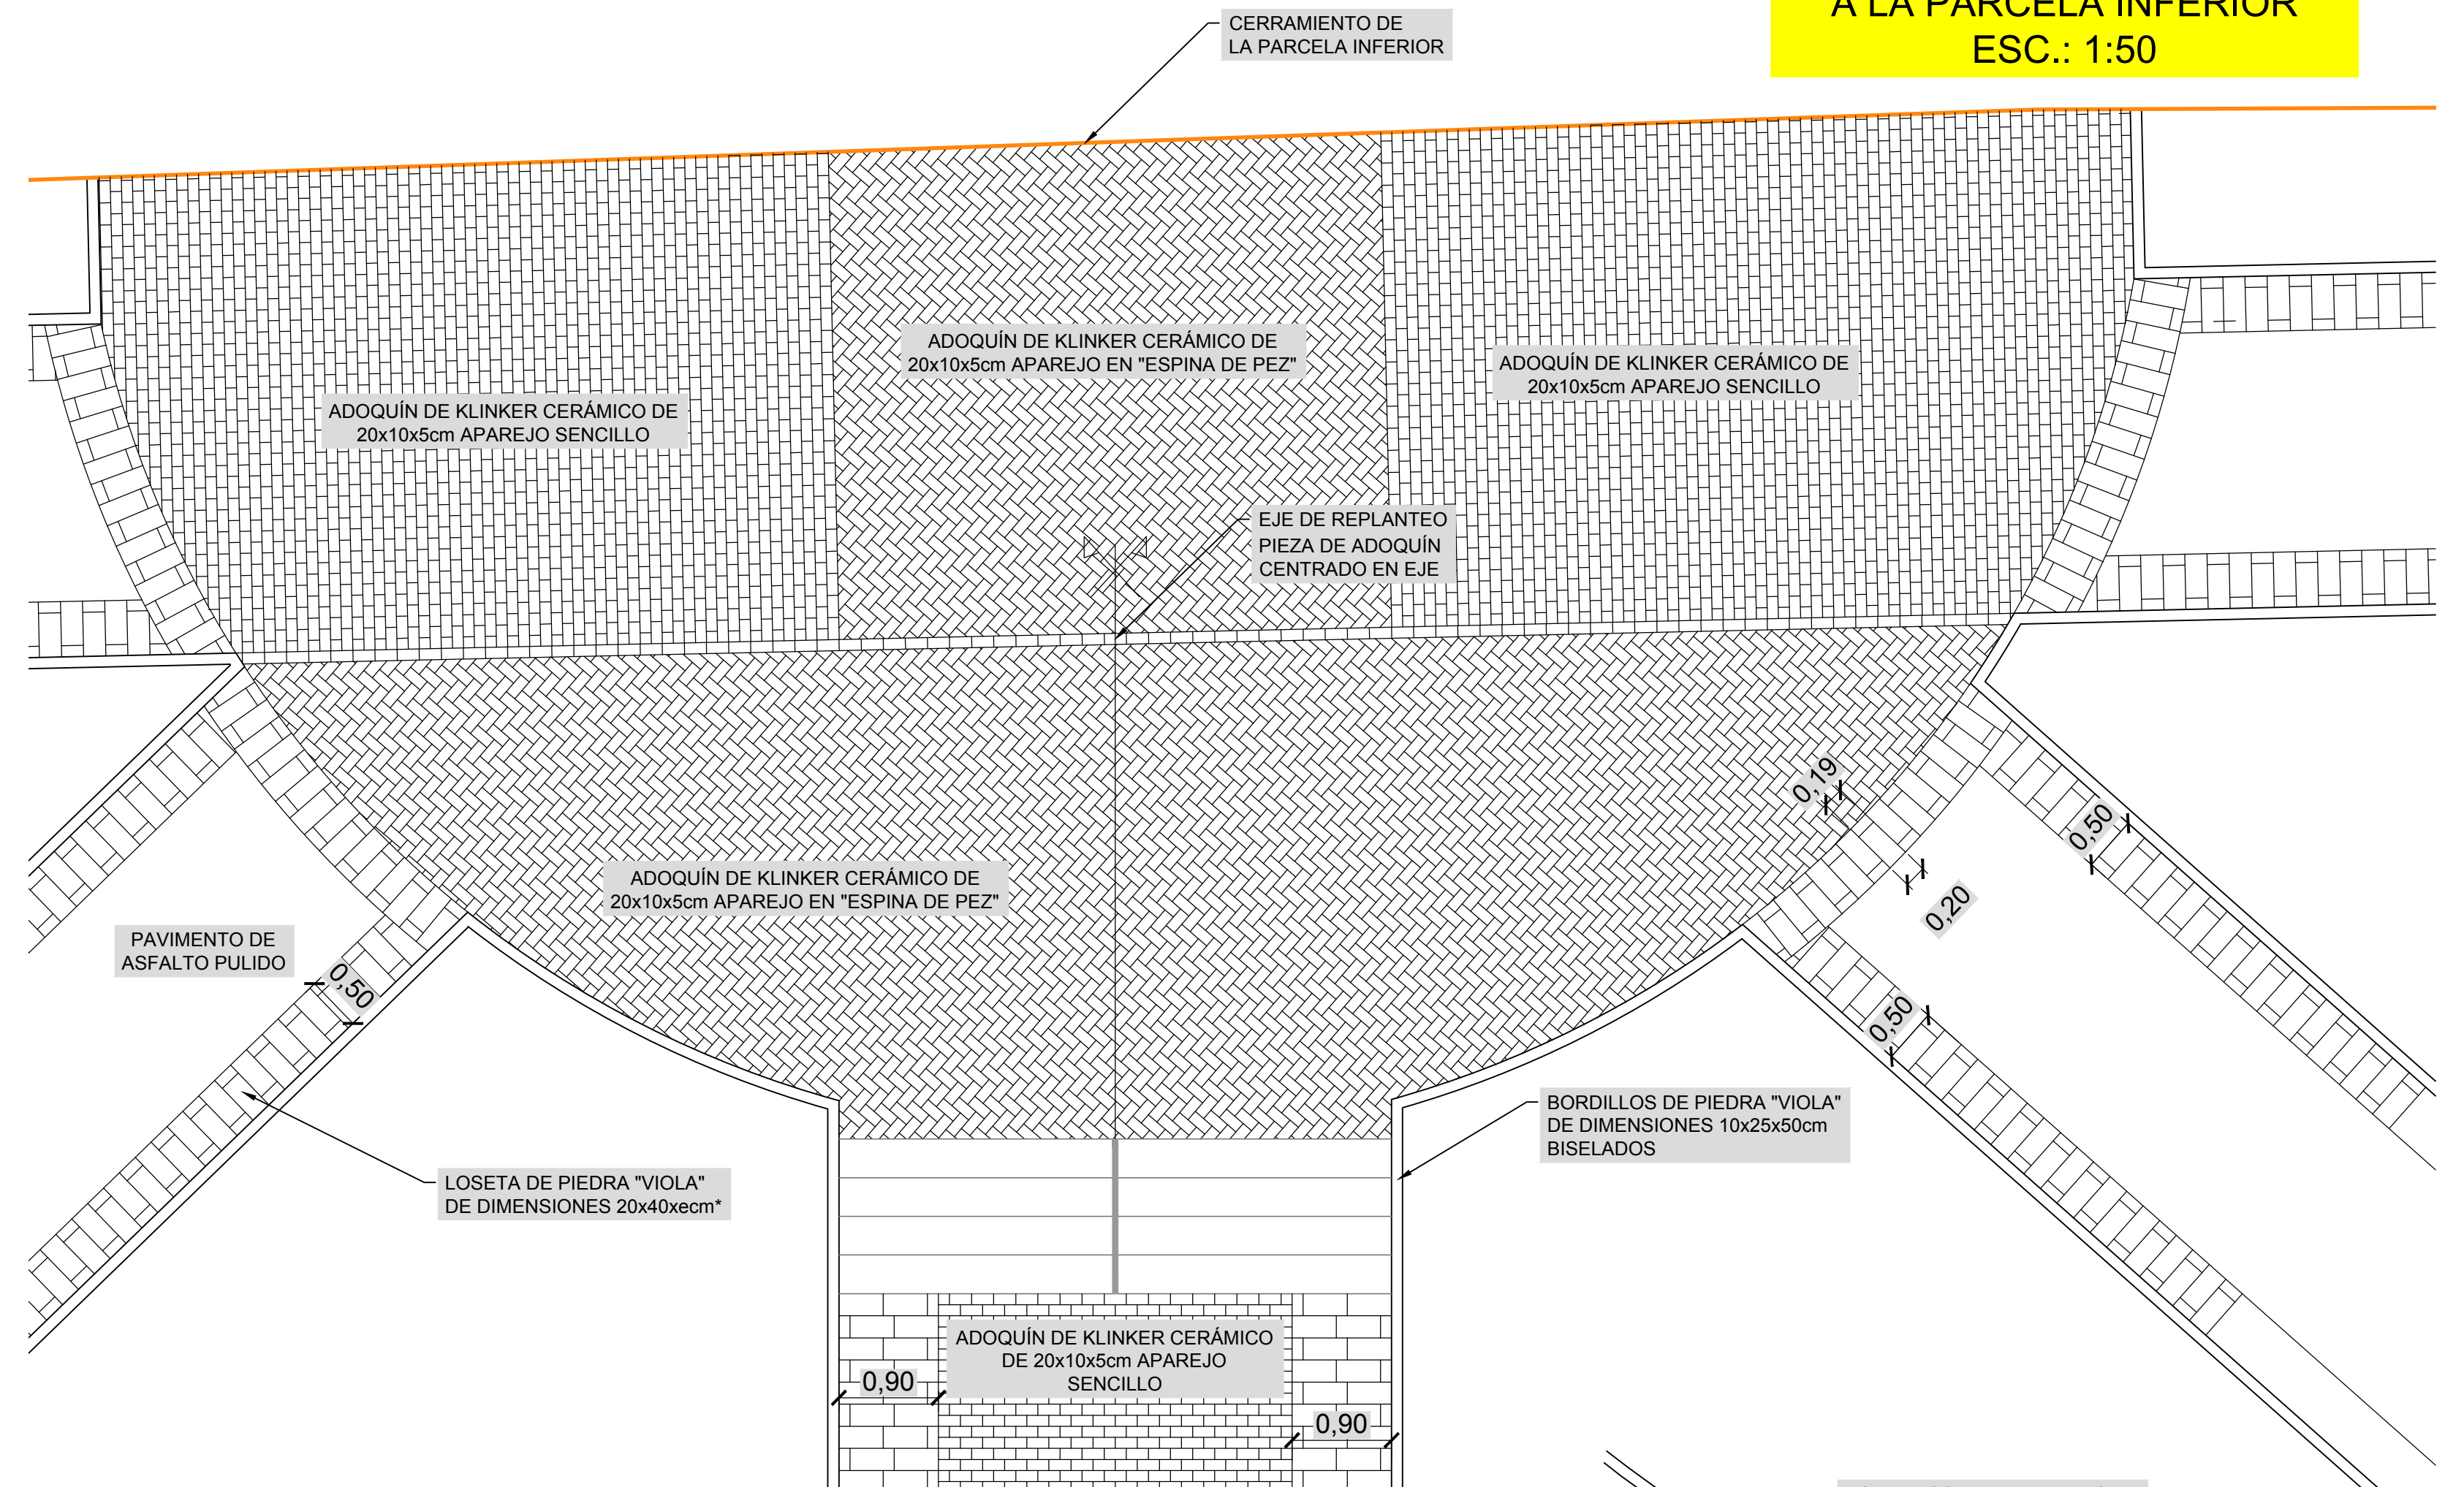 A LA PARCELA INFERIOR
ESC.: 1:50
CERRAMIENTO DE
LA PARCELA INFERIOR
ADOQUÍN DE KLINKER CERÁMICO DE
20x10x5cm APAREJO EN "ESPINA DE PEZ"
ADOQUÍN DE KLINKER CERÁMICO DE
20x10x5cm APAREJO SENCILLO
ADOQUÍN DE KLINKER CERÁMICO DE
20x10x5cm APAREJO SENCILLO
EJE DE REPLANTEO
PIEZA DE ADOQUÍN
CENTRADO EN EJE
0,19
0,50
ADOQUÍN DE KLINKER CERÁMICO DE
20x10x5cm APAREJO EN "ESPINA DE PEZ"
0,20
PAVIMENTO DE
ASFALTO PULIDO
0,50
0,50
BORDILLOS DE PIEDRA "VIOLA"
DE DIMENSIONES 10x25x50cm
BISELADOS
LOSETA DE PIEDRA "VIOLA"
DE DIMENSIONES 20x40xecm*
ADOQUÍN DE KLINKER CERÁMICO
DE 20x10x5cm APAREJO
SENCILLO
0,90
0,90